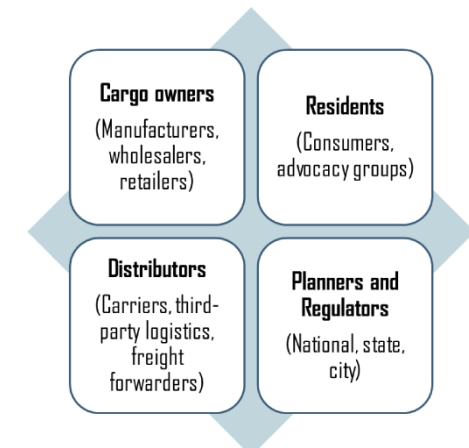 Cargo owners
(Manufacturers,
wholesalers,
retailers)
Residents
(Consumers,
advocacy groups)
Distributors
(Carriers, third-
party logistics,
freight
forwarders)
Planners and
Regulators
(National, state,
city)